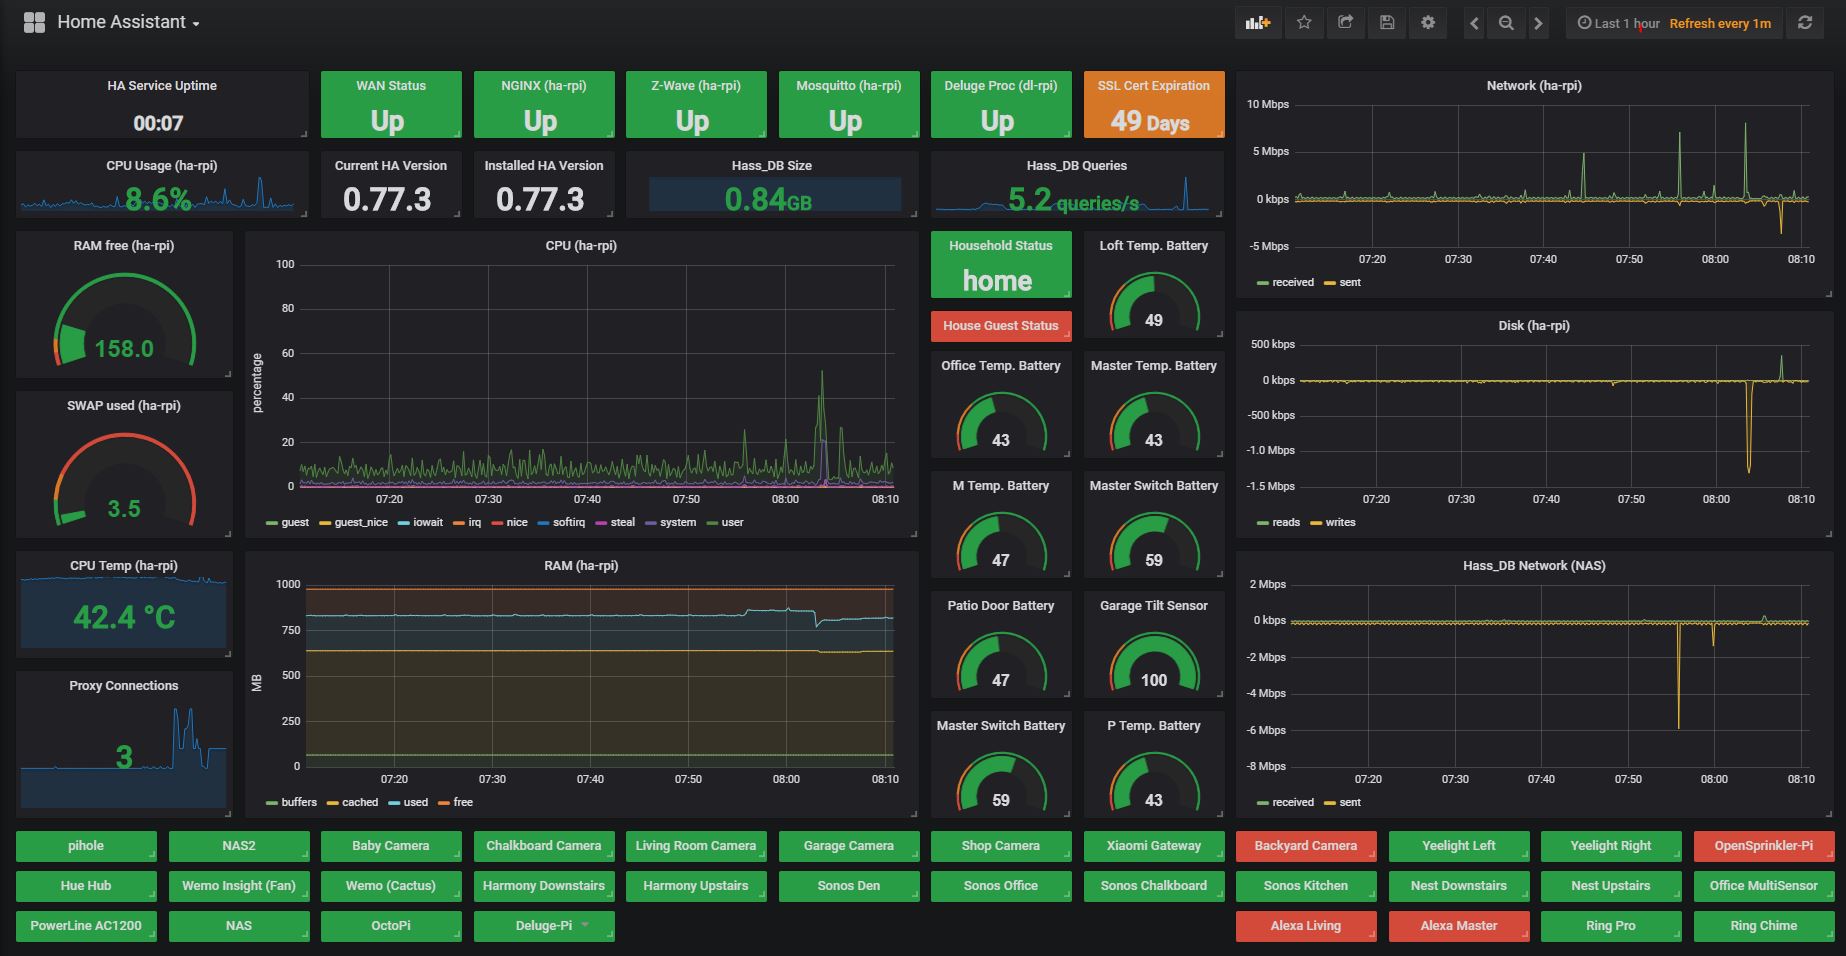 Home Assistant
Last 1 hour Refresh every 1m
HA Service Uptime
00:07
WAN Status
Up
NGINX (ha-rpi)
Up
Z-Wave (ha-rpi)
Up
Mosquitto (ha-rpi)
Up
Deluge Proc (dl-rpi)
Up
SSL Cert Expiration
49 Days
CPU Usage (ha-rpi)
8.6%
Current HA Version
0.77.3
Installed HA Version
0.77.3
Hass_DB Size
0.84GB
Hass_DB Queries
5.2 queries/s
Network (ha-rpi)
10 Mbps
5 Mbps
0 kbps
-5 Mbps
07:20 07:30 07:40 07:50 08:00 08:10
received sent
RAM free (ha-rpi)
158.0
SWAP used (ha-rpi)
3.5
CPU Temp (ha-rpi)
42.4 °C
Proxy Connections
3
CPU (ha-rpi)
percentage
100
80
60
40
20
0
07:20 07:30 07:40 07:50 08:00 08:10
guest guest_nice iowait irq nice softirq steal system user
RAM (ha-rpi)
MB
1000
750
500
250
0
07:20 07:30 07:40 07:50 08:00 08:10
buffers cached used free
Household Status
home
House Guest Status
Loft Temp. Battery
49
Office Temp. Battery
43
Master Temp. Battery
43
M Temp. Battery
47
Master Switch Battery
59
Patio Door Battery
47
Garage Tilt Sensor
100
Master Switch Battery
59
P Temp. Battery
43
Disk (ha-rpi)
500 kbps
0 kbps
-500 kbps
-1.0 Mbps
-1.5 Mbps
07:20 07:30 07:40 07:50 08:00 08:10
reads writes
Hass_DB Network (NAS)
2 Mbps
0 kbps
-2 Mbps
-4 Mbps
-6 Mbps
-8 Mbps
07:20 07:30 07:40 07:50 08:00 08:10
received sent
pihole NAS2 Baby Camera Chalkboard Camera Living Room Camera Garage Camera Shop Camera Xiaomi Gateway Backyard Camera Yeelight Left Yeelight Right OpenSprinkler-Pi
Hue Hub Wemo Insight (Fan) Wemo (Cactus) Harmony Downstairs Harmony Upstairs Sonos Den Sonos Office Sonos Chalkboard Sonos Kitchen Nest Downstairs Nest Upstairs Office MultiSensor
PowerLine AC1200 NAS OctoPi Deluge-Pi Alexa Living Alexa Master Ring Pro Ring Chime